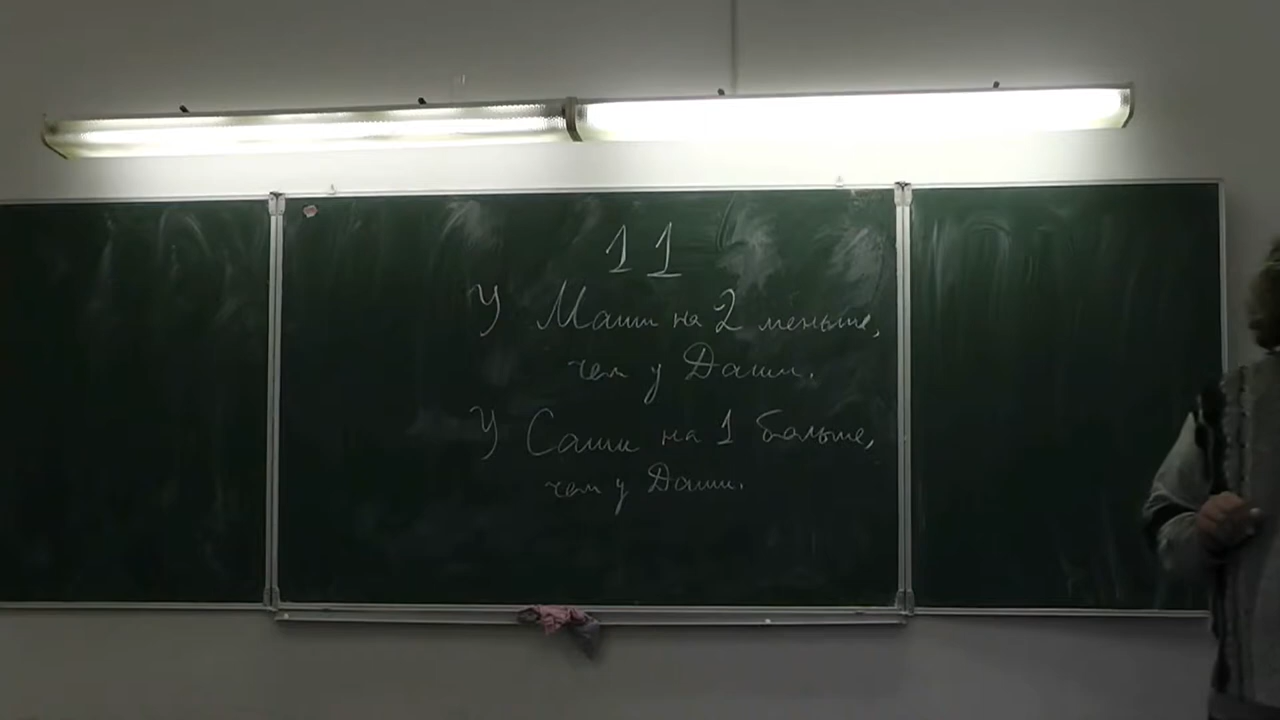 11
У Маши на 2 меньше,
чем у Даши.
У Саши на 1 больше,
чем у Даши.